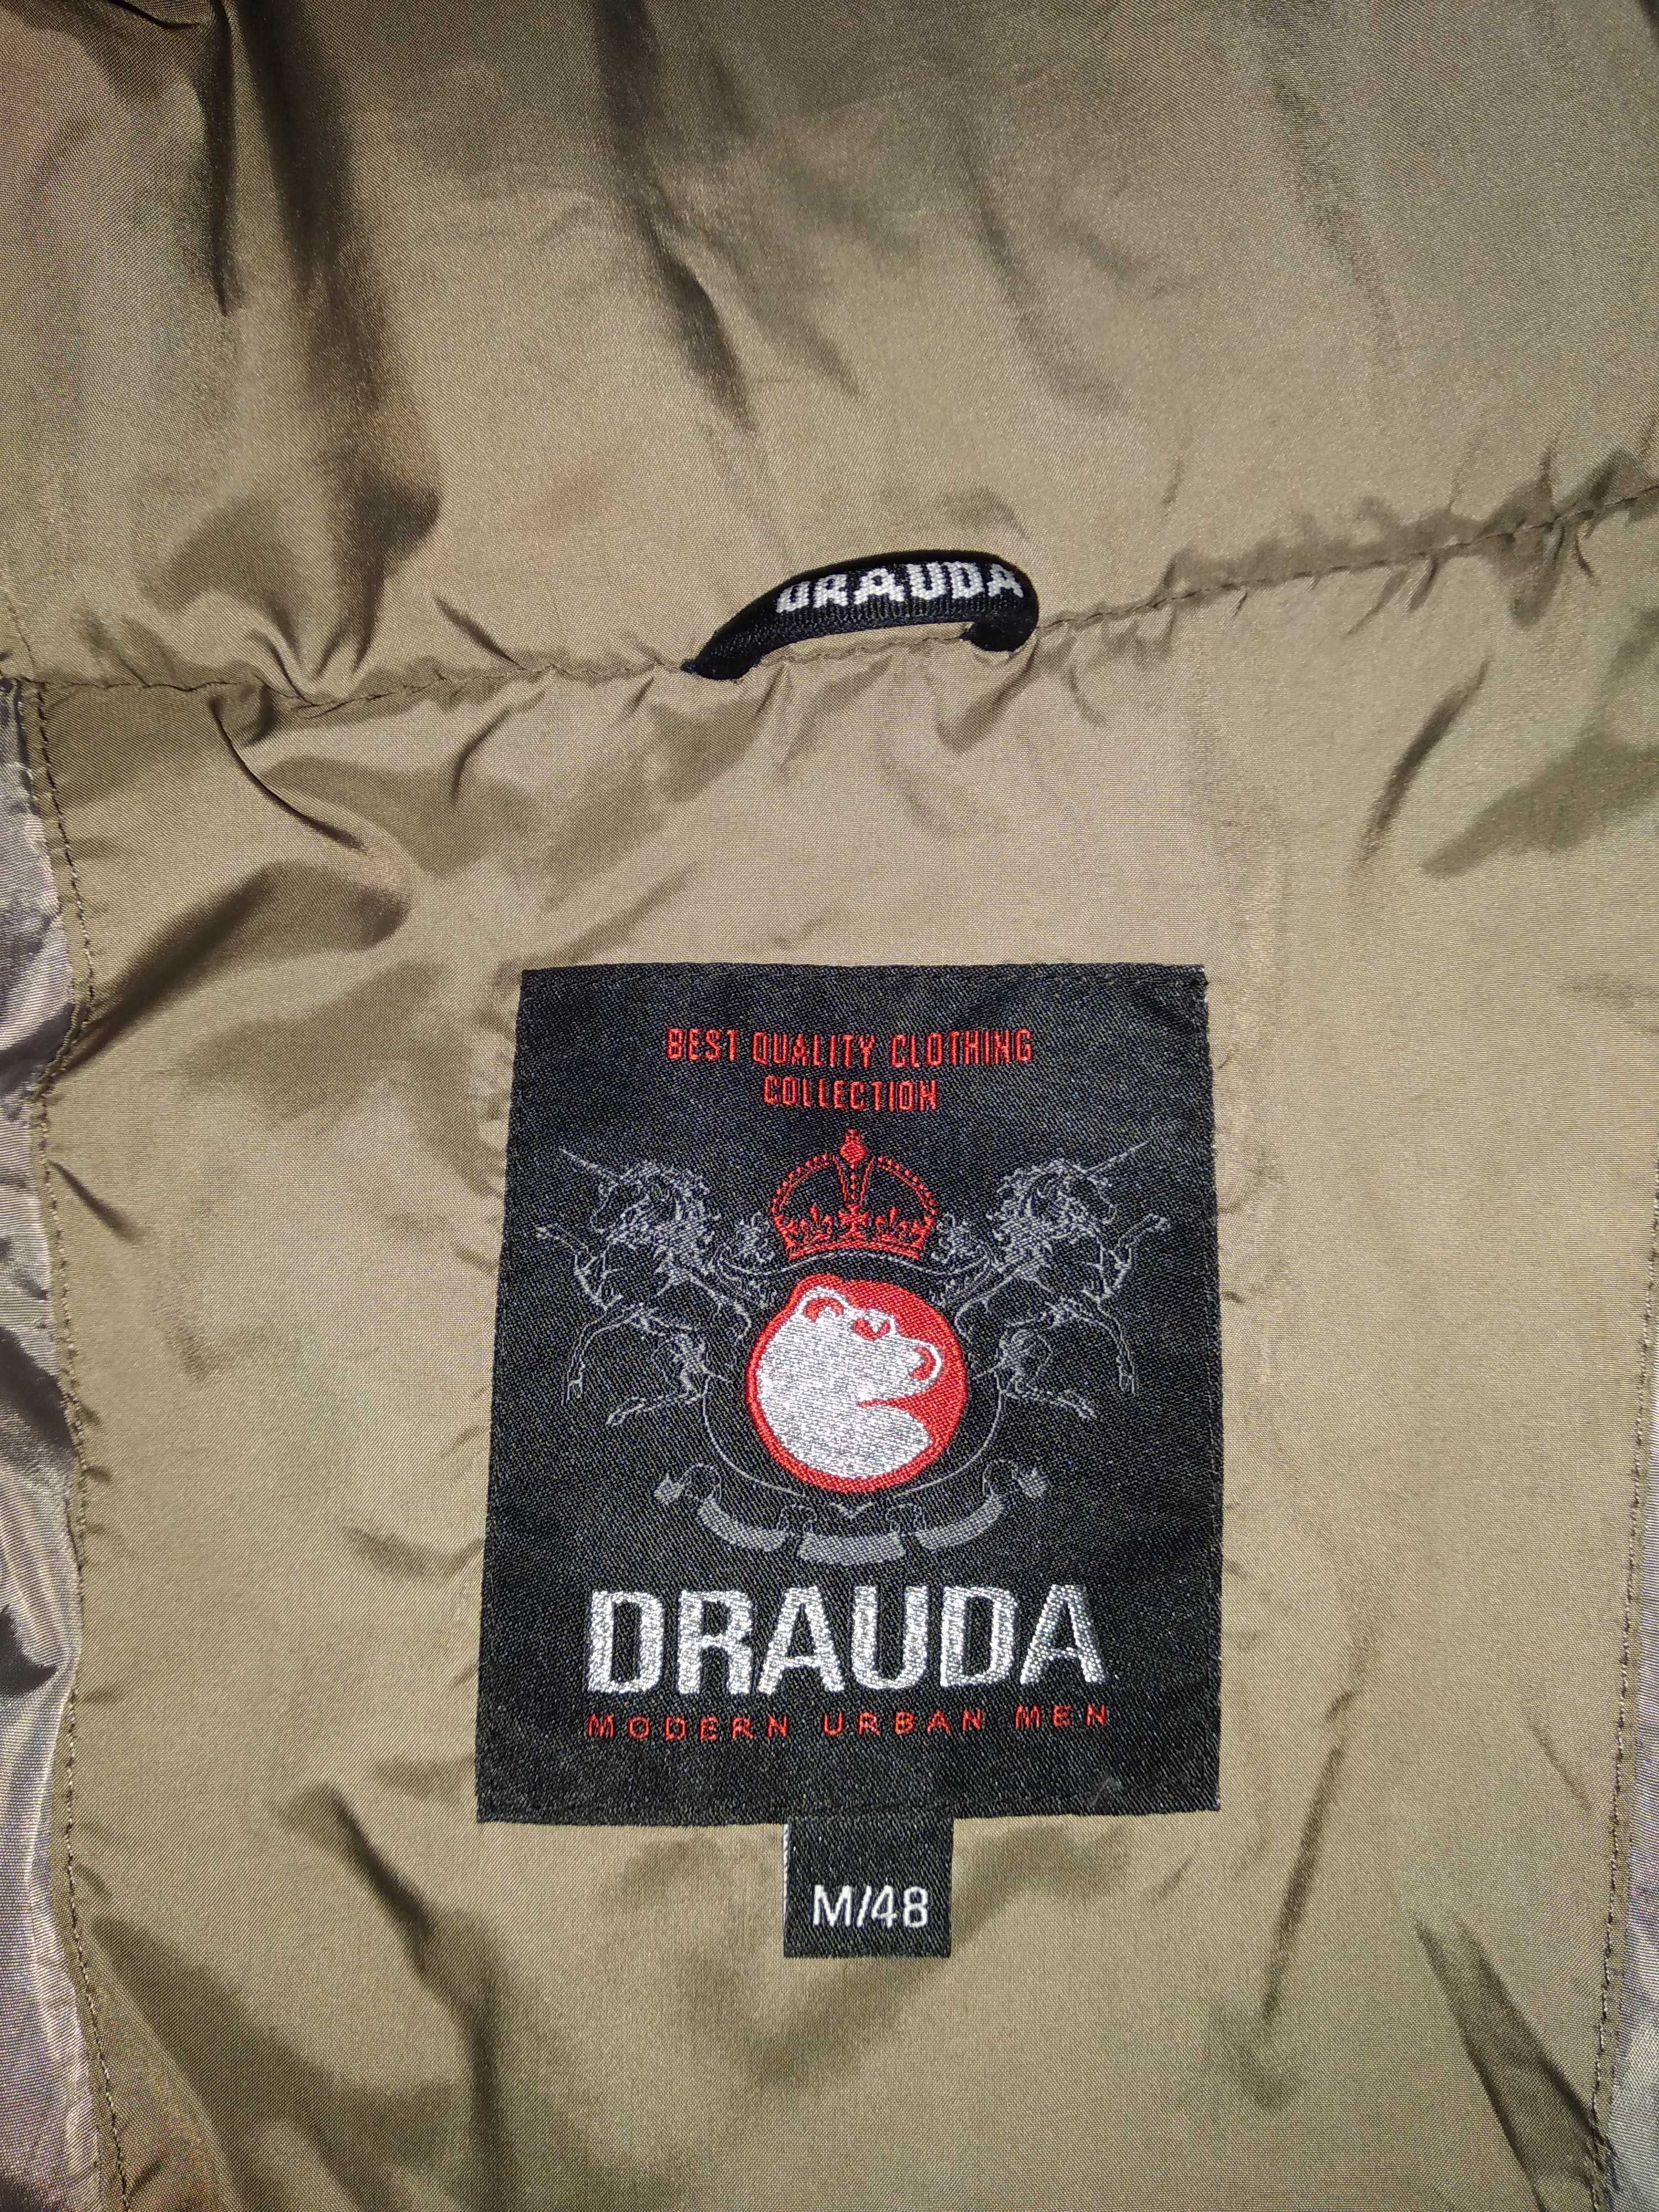 DRAUDA
BEST QUALITY CLOTHING
COLLECTION
DRAUDA
MODERN URBAN MEN
M/48